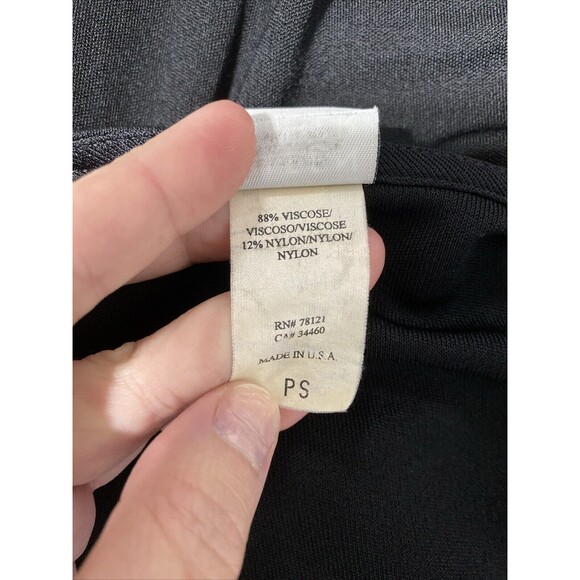 88% VISCOSE/
VISCOSO/VISCOSE
12% NYLON/NYLON/
NYLON
RN# 78121
CA# 34460
MADE IN U.S.A.
PS